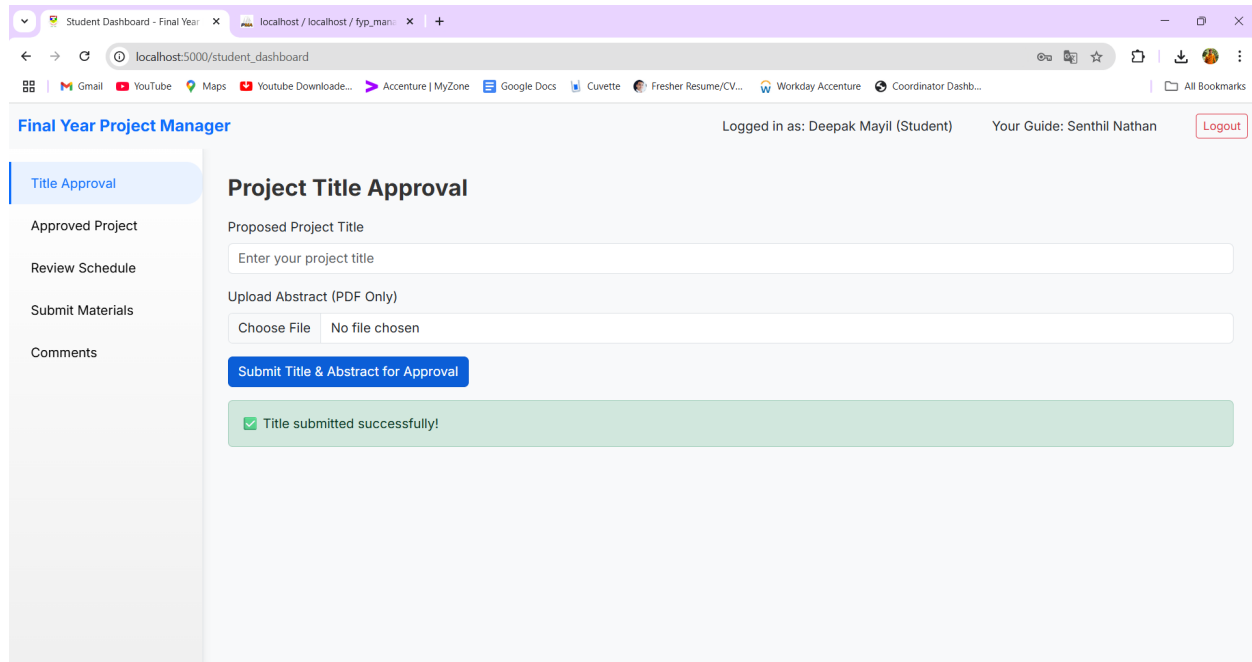 Student Dashboard - Final Year
localhost / localhost / fyp_mana
localhost:5000/student_dashboard
Gmail
YouTube
Maps
Youtube Downloade...
Accenture | MyZone
Google Docs
Cuvette
Fresher Resume/CV...
Workday Accenture
Coordinator Dashb...
All Bookmarks
Final Year Project Manager
Logged in as: Deepak Mayil (Student)
Your Guide: Senthil Nathan
Logout
Title Approval
Approved Project
Review Schedule
Submit Materials
Comments
Project Title Approval
Proposed Project Title
Enter your project title
Upload Abstract (PDF Only)
Choose File No file chosen
Submit Title & Abstract for Approval
✅ Title submitted successfully!